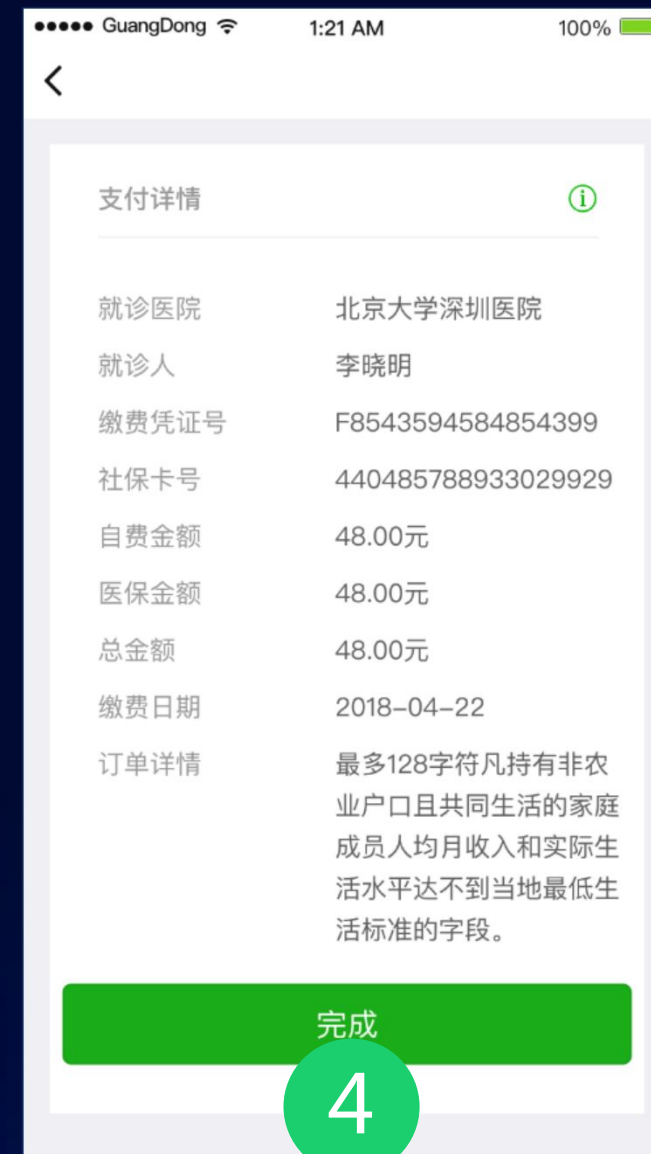 GuangDong 1:21 AM 100%
支付详情
就诊医院 北京大学深圳医院
就诊人 李晓明
缴费凭证号 F8543594584854399
社保卡号 440485788933029929
自费金额 48.00元
医保金额 48.00元
总金额 48.00元
缴费日期 2018-04-22
订单详情 最多128字符凡持有非农
业户口且共同生活的家庭
成员人均月收入和实际生
活水平达不到当地最低生
活标准的字段。
完成
4